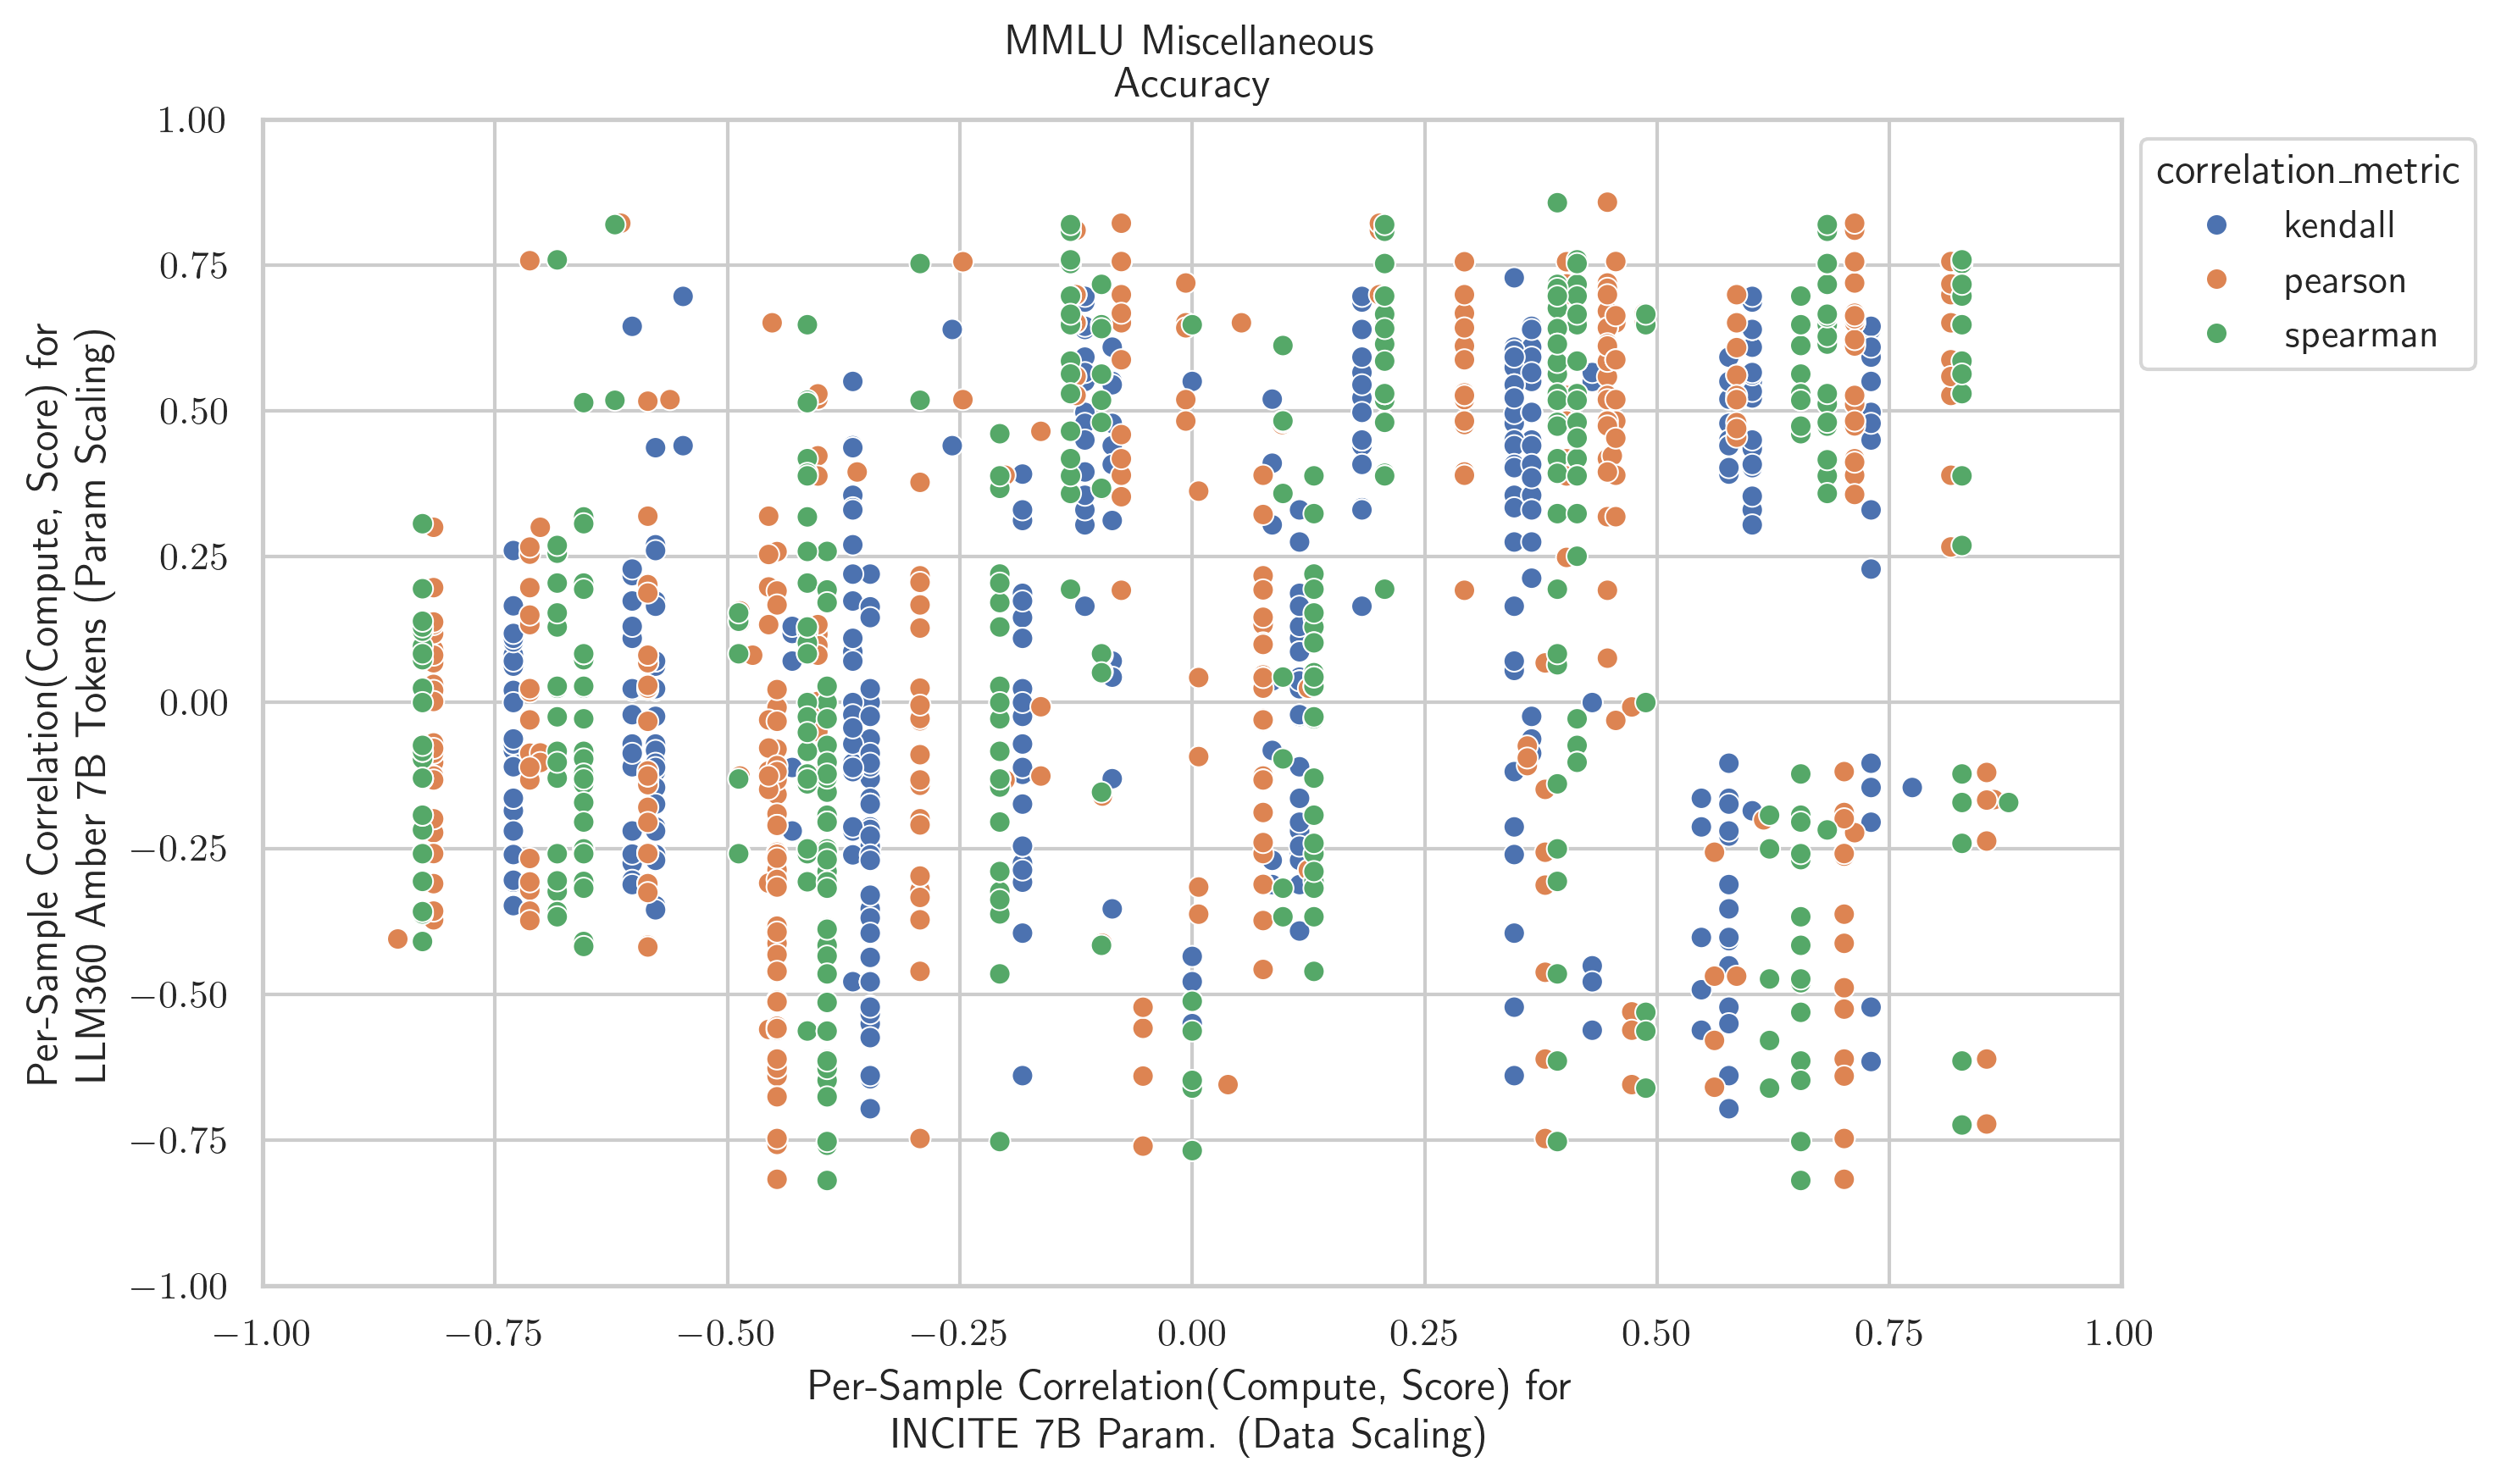 MMLU Miscellaneous
Accuracy
Per-Sample Correlation(Compute, Score) for
LLM360 Amber 7B Tokens (Param Scaling)
1.00
0.75
0.50
0.25
0.00
−0.25
−0.50
−0.75
−1.00
−1.00 −0.75 −0.50 −0.25 0.00 0.25 0.50 0.75 1.00
Per-Sample Correlation(Compute, Score) for
INCITE 7B Param. (Data Scaling)
correlation_metric
kendall
pearson
spearman